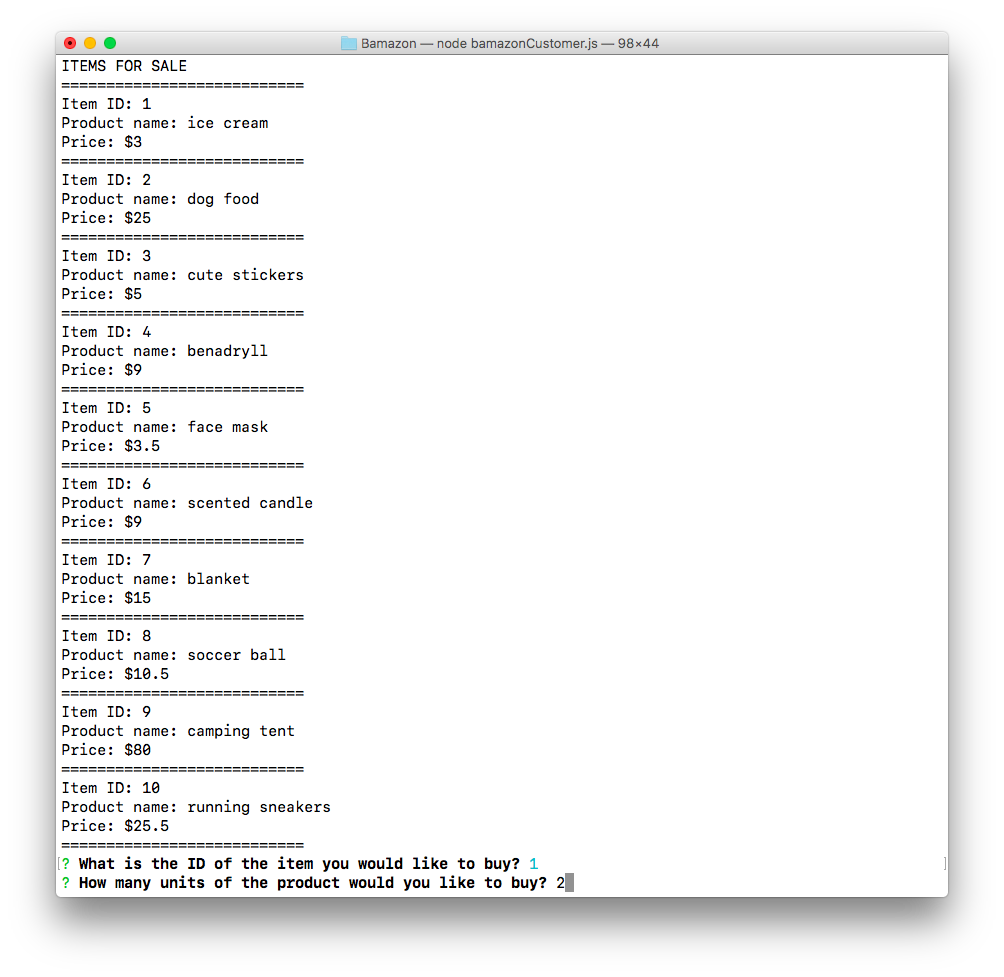 Bamazon — node bamazonCustomer.js — 98×44
ITEMS FOR SALE
===========================
Item ID: 1
Product name: ice cream
Price: $3
===========================
Item ID: 2
Product name: dog food
Price: $25
===========================
Item ID: 3
Product name: cute stickers
Price: $5
===========================
Item ID: 4
Product name: benadryll
Price: $9
===========================
Item ID: 5
Product name: face mask
Price: $3.5
===========================
Item ID: 6
Product name: scented candle
Price: $9
===========================
Item ID: 7
Product name: blanket
Price: $15
===========================
Item ID: 8
Product name: soccer ball
Price: $10.5
===========================
Item ID: 9
Product name: camping tent
Price: $80
===========================
Item ID: 10
Product name: running sneakers
Price: $25.5
===========================
[? What is the ID of the item you would like to buy? 1 ]
? How many units of the product would you like to buy? 2